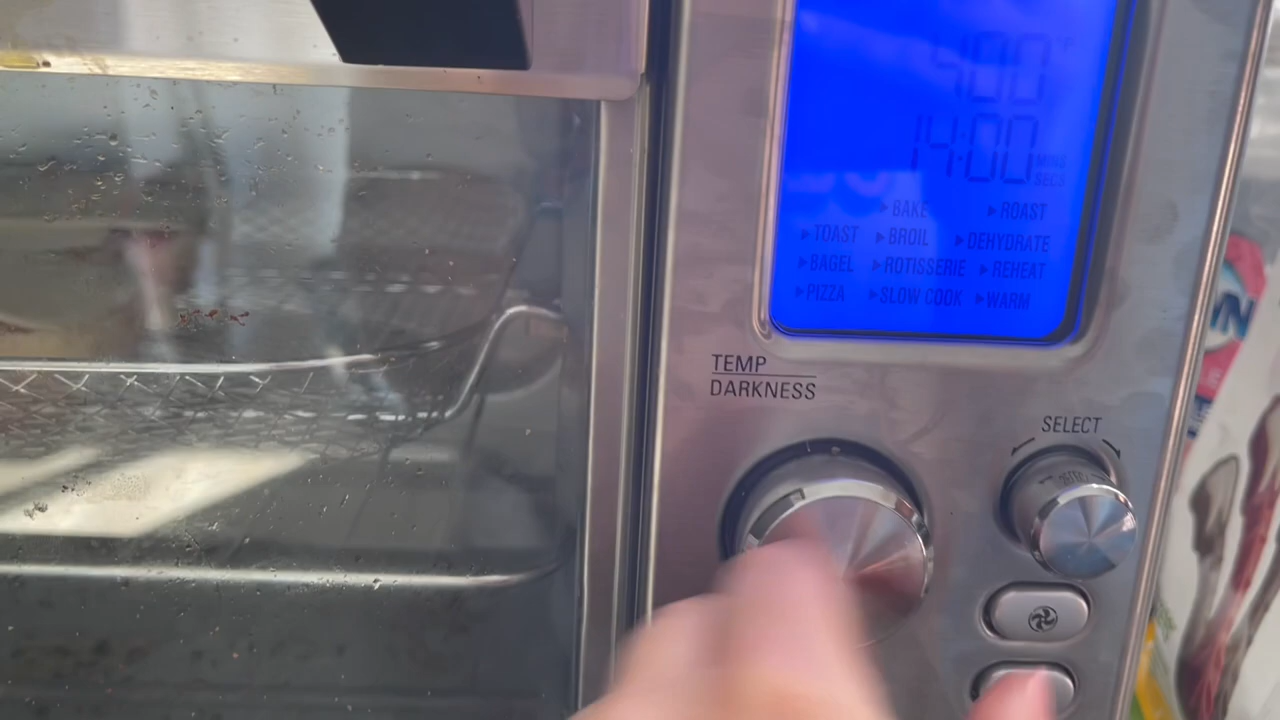 400°F
14:00 MINS SECS
▸BAKE ▸ROAST
▸TOAST ▸BROIL ▸DEHYDRATE
▸BAGEL ▸ROTISSERIE ▸REHEAT
▸PIZZA ▸SLOW COOK ▸WARM
TEMP
DARKNESS
SELECT